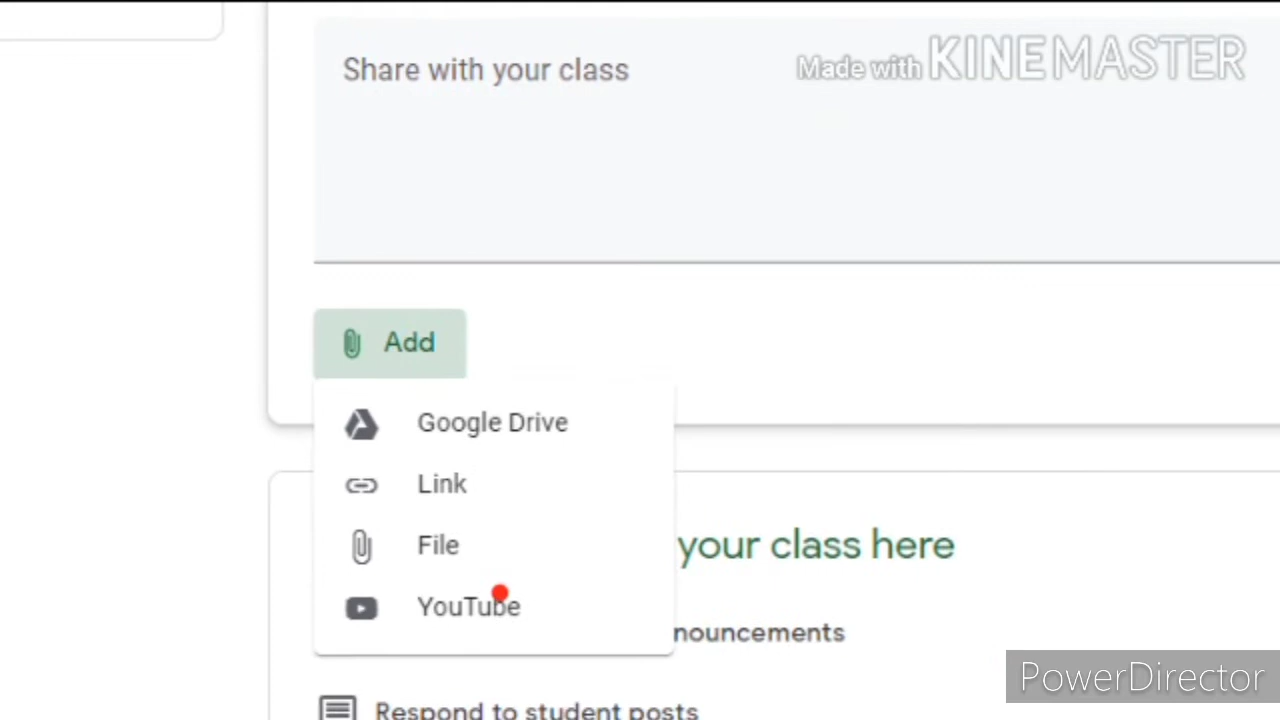 Share with your class
Made with KINEMASTER
Add
Google Drive
Link
File
your class here
YouTube
nouncements
PowerDirector
Respond to student posts